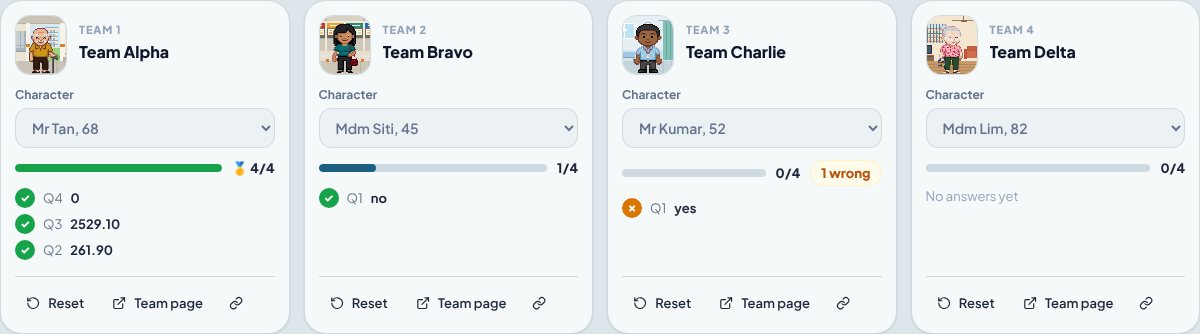 TEAM 1
Team Alpha
Character
Mr Tan, 68
4/4
Q4 0
Q3 2529.10
Q2 261.90
Reset Team page
TEAM 2
Team Bravo
Character
Mdm Siti, 45
1/4
Q1 no
Reset Team page
TEAM 3
Team Charlie
Character
Mr Kumar, 52
0/4 1 wrong
Q1 yes
Reset Team page
TEAM 4
Team Delta
Character
Mdm Lim, 82
0/4
No answers yet
Reset Team page